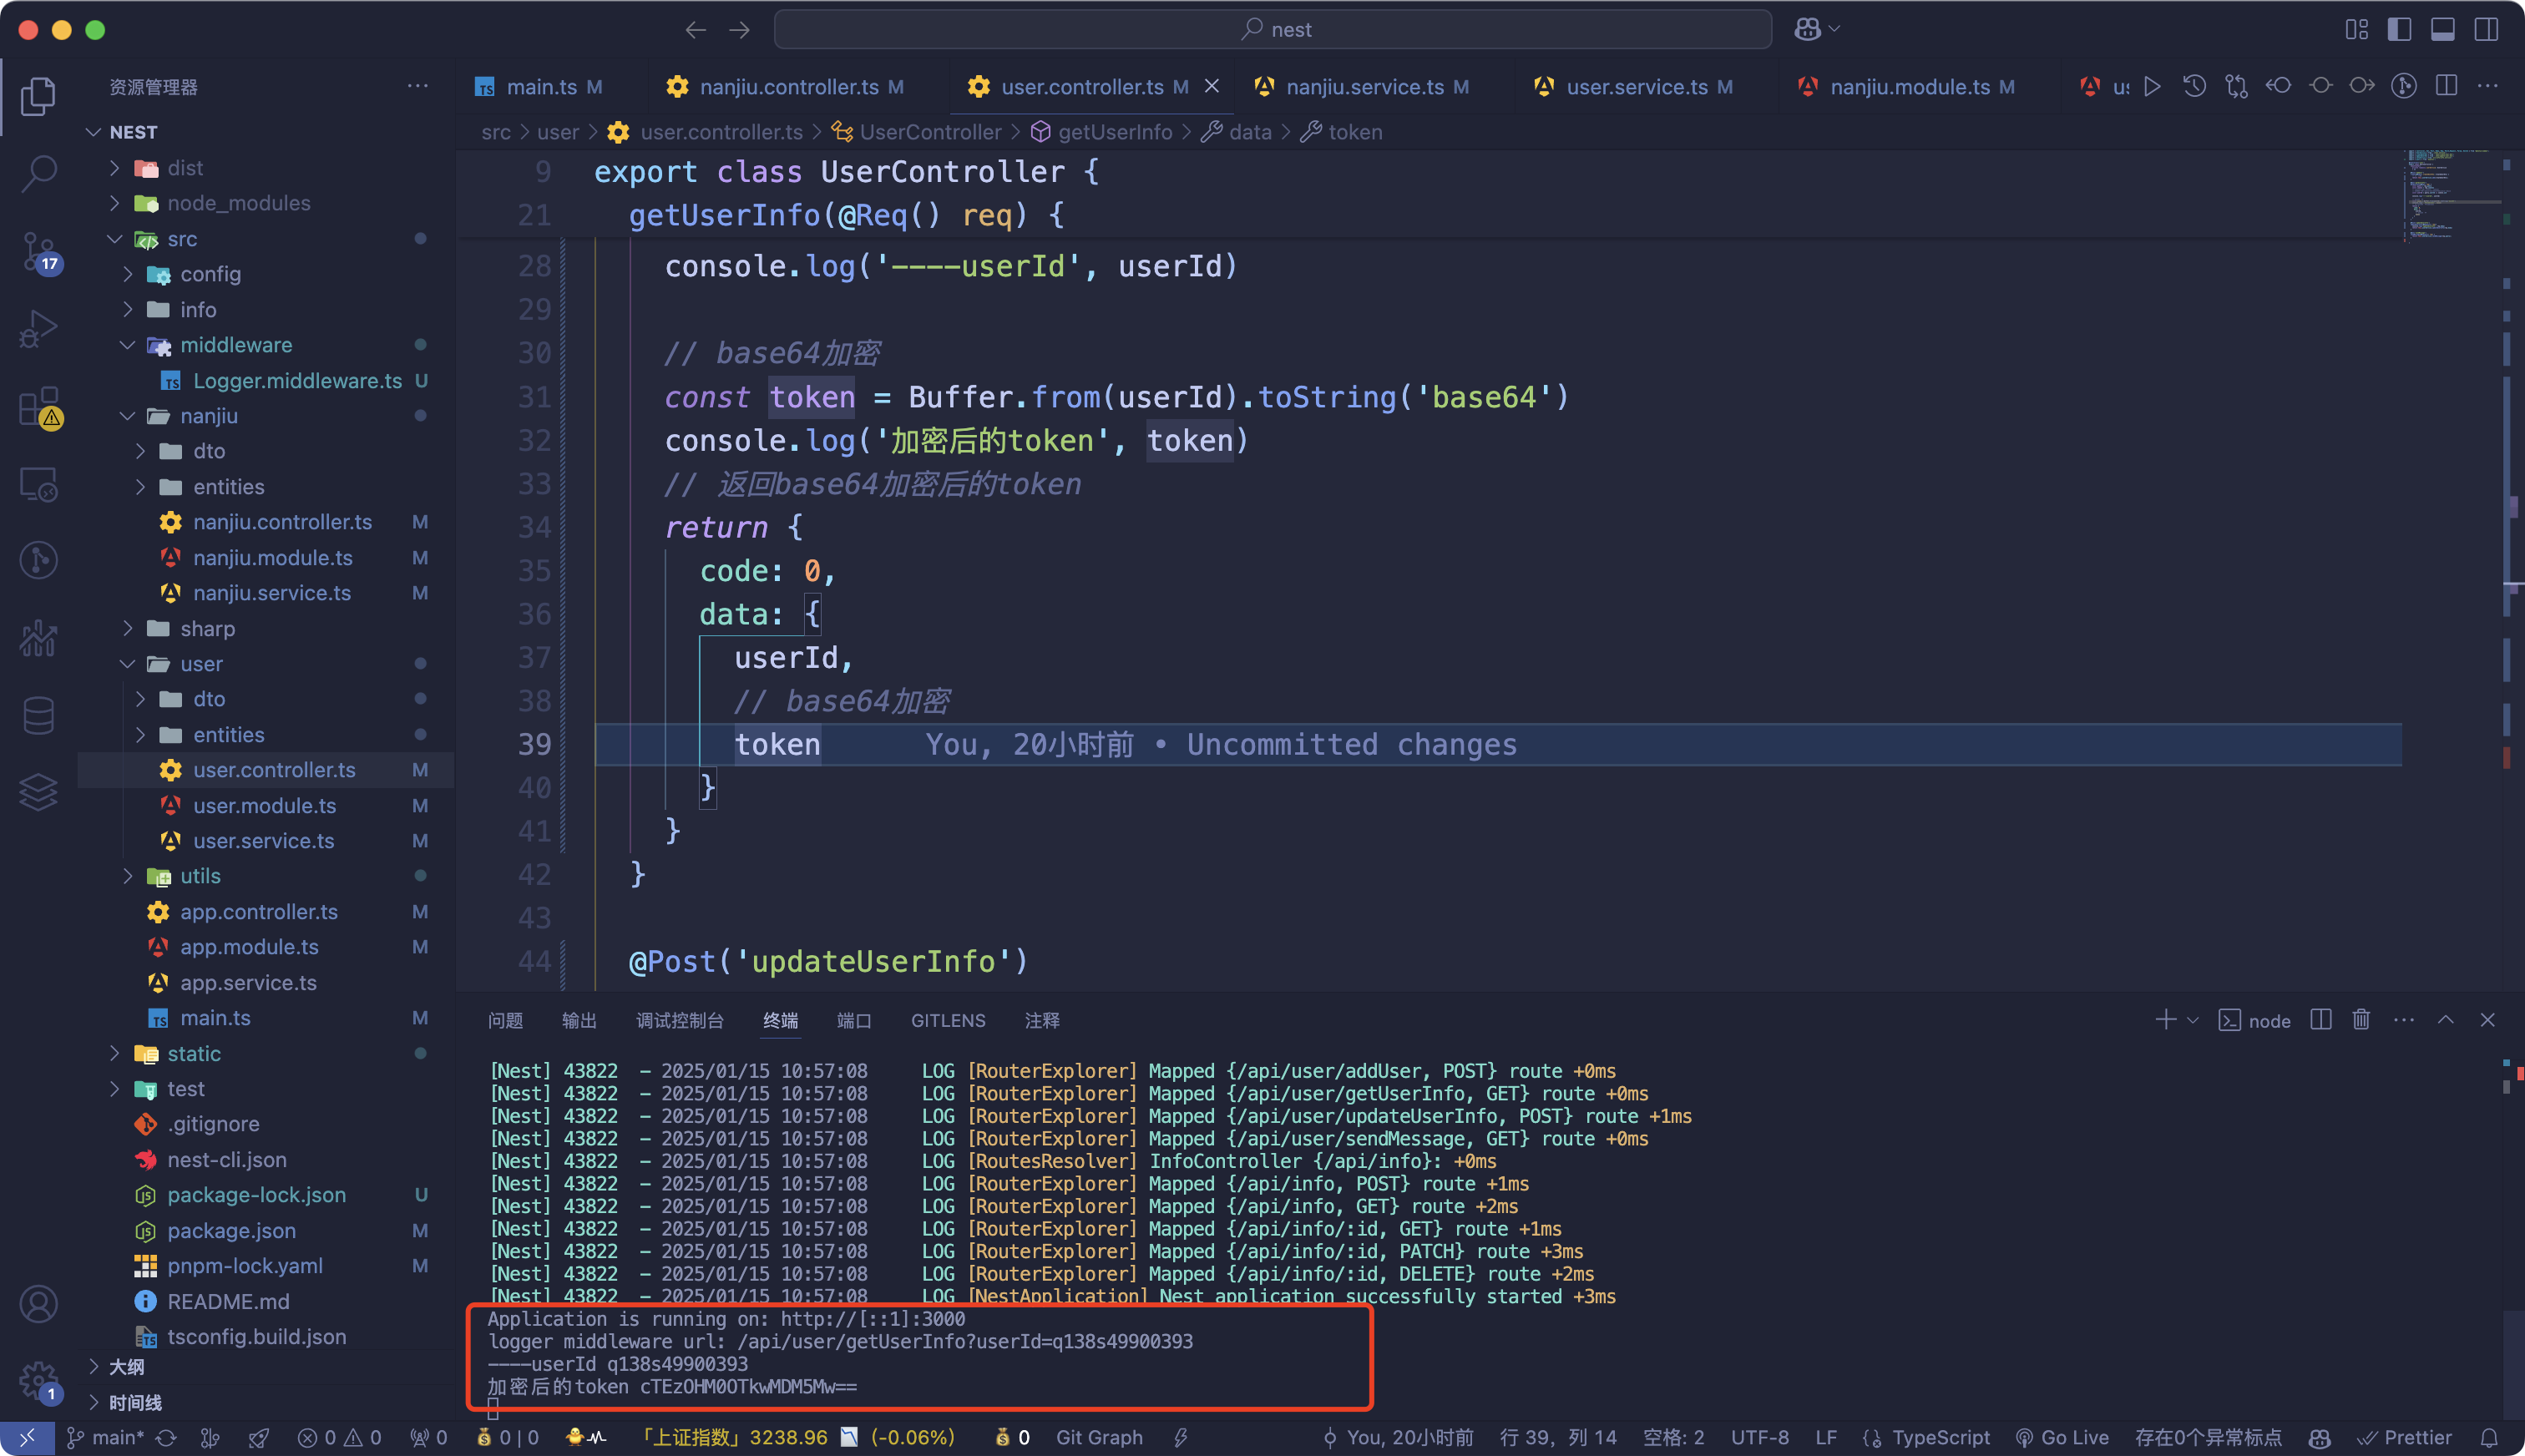 nest
资源管理器
NEST
dist
node_modules
src
config
info
middleware
Logger.middleware.ts U
nanjiu
dto
entities
nanjiu.controller.ts M
nanjiu.module.ts M
nanjiu.service.ts M
sharp
user
dto
entities
user.controller.ts M
user.module.ts M
user.service.ts M
utils
app.controller.ts M
app.module.ts M
app.service.ts
main.ts M
static
test
.gitignore
nest-cli.json
package-lock.json U
package.json M
pnpm-lock.yaml M
README.md
tsconfig.build.json
大纲
时间线
17
1
main.ts M
nanjiu.controller.ts M
user.controller.ts M
nanjiu.service.ts M
user.service.ts M
nanjiu.module.ts M
us
src > user > user.controller.ts > UserController > getUserInfo > data > token
9 export class UserController {
21 getUserInfo(@Req() req) {
28 console.log('----userId', userId)
29
30 // base64加密
31 const token = Buffer.from(userId).toString('base64')
32 console.log('加密后的token', token)
33 // 返回base64加密后的token
34 return {
35 code: 0,
36 data: {
37 userId,
38 // base64加密
39 token You, 20小时前 • Uncommitted changes
40 }
41 }
42 }
43
44 @Post('updateUserInfo')
问题 输出 调试控制台 终端 端口 GITLENS 注释
node
[Nest] 43822 - 2025/01/15 10:57:08 LOG [RouterExplorer] Mapped {/api/user/addUser, POST} route +0ms
[Nest] 43822 - 2025/01/15 10:57:08 LOG [RouterExplorer] Mapped {/api/user/getUserInfo, GET} route +0ms
[Nest] 43822 - 2025/01/15 10:57:08 LOG [RouterExplorer] Mapped {/api/user/updateUserInfo, POST} route +1ms
[Nest] 43822 - 2025/01/15 10:57:08 LOG [RouterExplorer] Mapped {/api/user/sendMessage, GET} route +0ms
[Nest] 43822 - 2025/01/15 10:57:08 LOG [RoutesResolver] InfoController {/api/info}: +0ms
[Nest] 43822 - 2025/01/15 10:57:08 LOG [RouterExplorer] Mapped {/api/info, POST} route +1ms
[Nest] 43822 - 2025/01/15 10:57:08 LOG [RouterExplorer] Mapped {/api/info, GET} route +2ms
[Nest] 43822 - 2025/01/15 10:57:08 LOG [RouterExplorer] Mapped {/api/info/:id, GET} route +1ms
[Nest] 43822 - 2025/01/15 10:57:08 LOG [RouterExplorer] Mapped {/api/info/:id, PATCH} route +3ms
[Nest] 43822 - 2025/01/15 10:57:08 LOG [RouterExplorer] Mapped {/api/info/:id, DELETE} route +2ms
[Nest] 43822 - 2025/01/15 10:57:08 LOG [NestApplication] Nest application successfully started +3ms
Application is running on: http://[::1]:3000
logger middleware url: /api/user/getUserInfo?userId=q138s49900393
----userId q138s49900393
加密后的token cTEzOHM0OTkwMDM5Mw==
main* 0 0 0 0 | 0 「上证指数」3238.96 (-0.06%) 0 Git Graph You, 20小时前 行 39，列 14 空格: 2 UTF-8 LF TypeScript Go Live 存在0个异常标点 Prettier